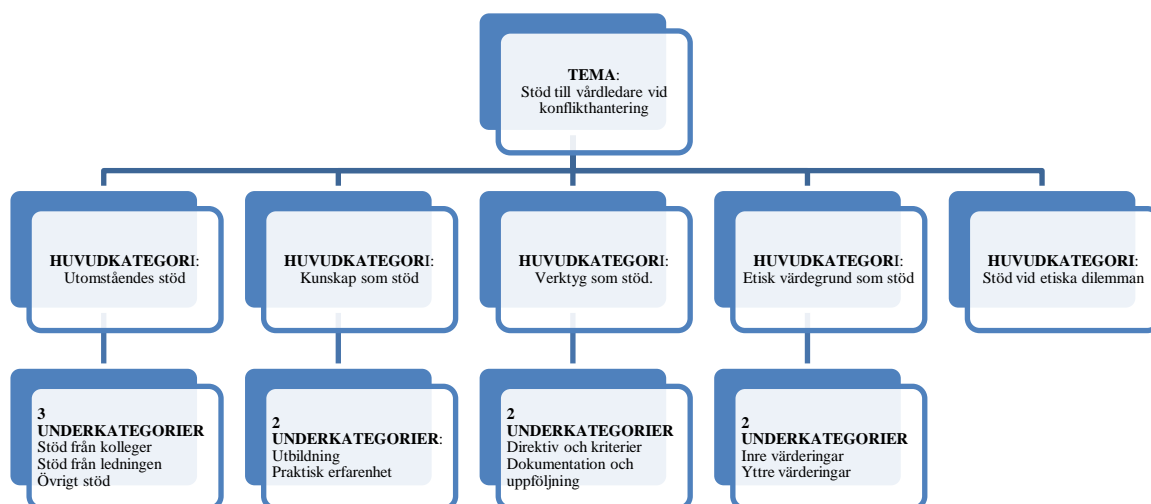 TEMA:
Stöd till vårdledare vid
konflikthantering
HUVUDKATEGORI:
Utomståendes stöd
HUVUDKATEGORI:
Kunskap som stöd
HUVUDKATEGORI:
Verktyg som stöd.
HUVUDKATEGORI:
Etisk värdegrund som stöd
HUVUDKATEGORI:
Stöd vid etiska dilemman
3
UNDERKATEGORIER
Stöd från kolleger
Stöd från ledningen
Övrigt stöd
2
UNDERKATEGORIER:
Utbildning
Praktisk erfarenhet
2
UNDERKATEGORIER
Direktiv och kriterier
Dokumentation och
uppföljning
2
UNDERKATEGORIER
Inre värderingar
Yttre värderingar